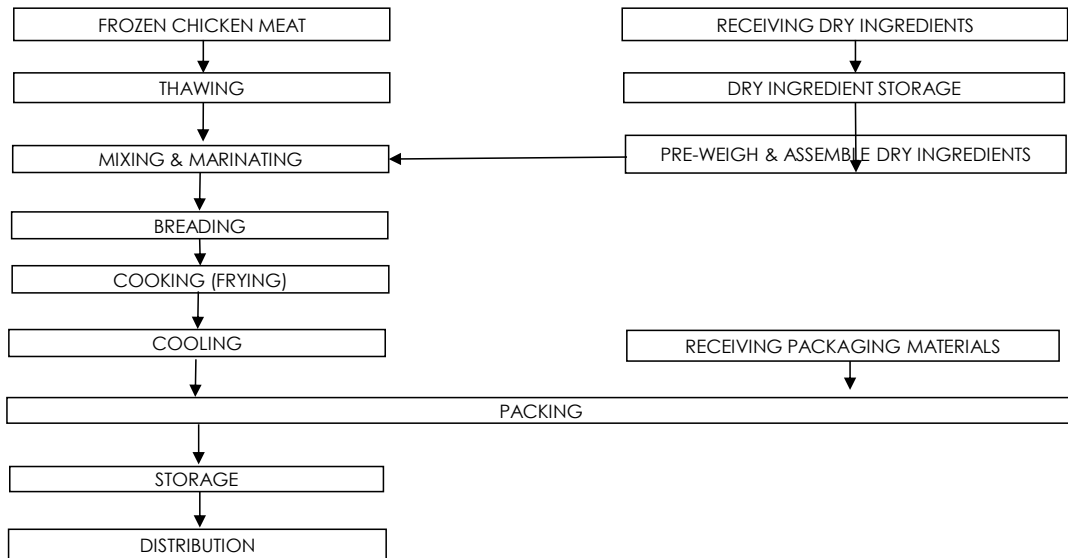 FROZEN CHICKEN MEAT
RECEIVING DRY INGREDIENTS
THAWING
DRY INGREDIENT STORAGE
MIXING & MARINATING
PRE-WEIGH & ASSEMBLE DRY INGREDIENTS
BREADING
COOKING (FRYING)
COOLING
RECEIVING PACKAGING MATERIALS
PACKING
STORAGE
DISTRIBUTION